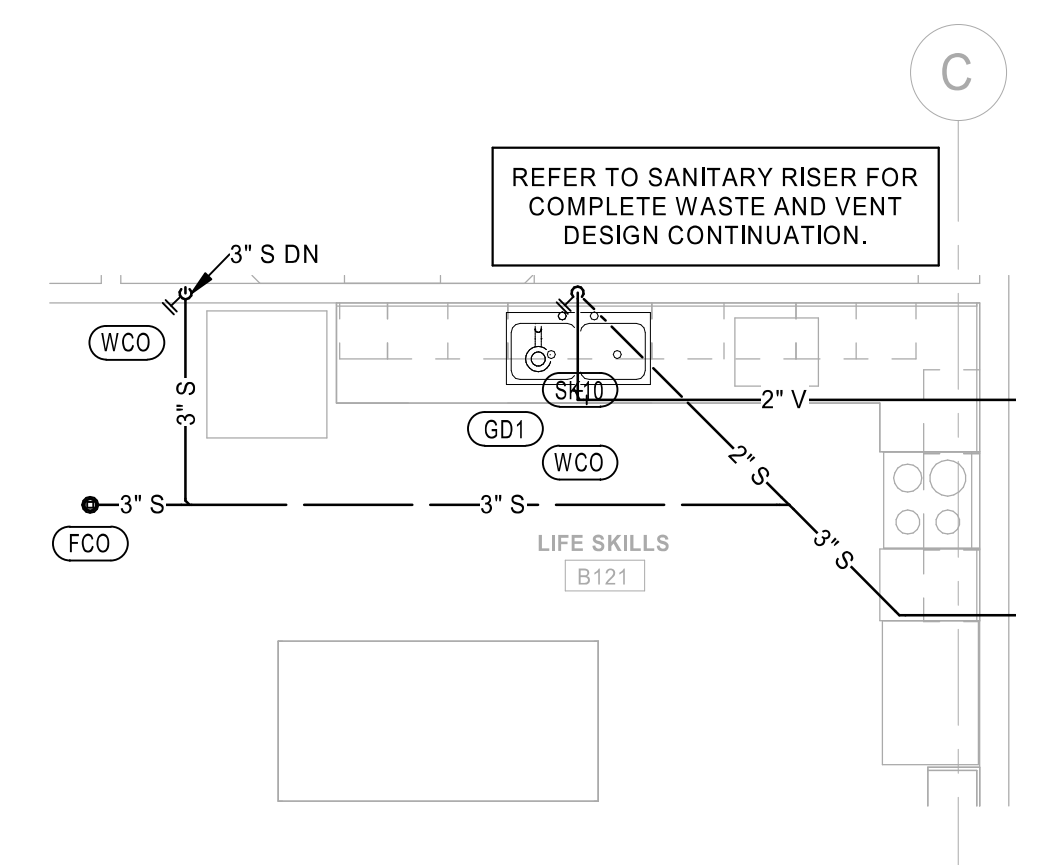 C
REFER TO SANITARY RISER FOR
COMPLETE WASTE AND VENT
DESIGN CONTINUATION.
3" S DN
WCO
3" S
SK10
2" V
GD1
WCO
2" S
3" S
3" S
3" S
FCO
LIFE SKILLS
B121